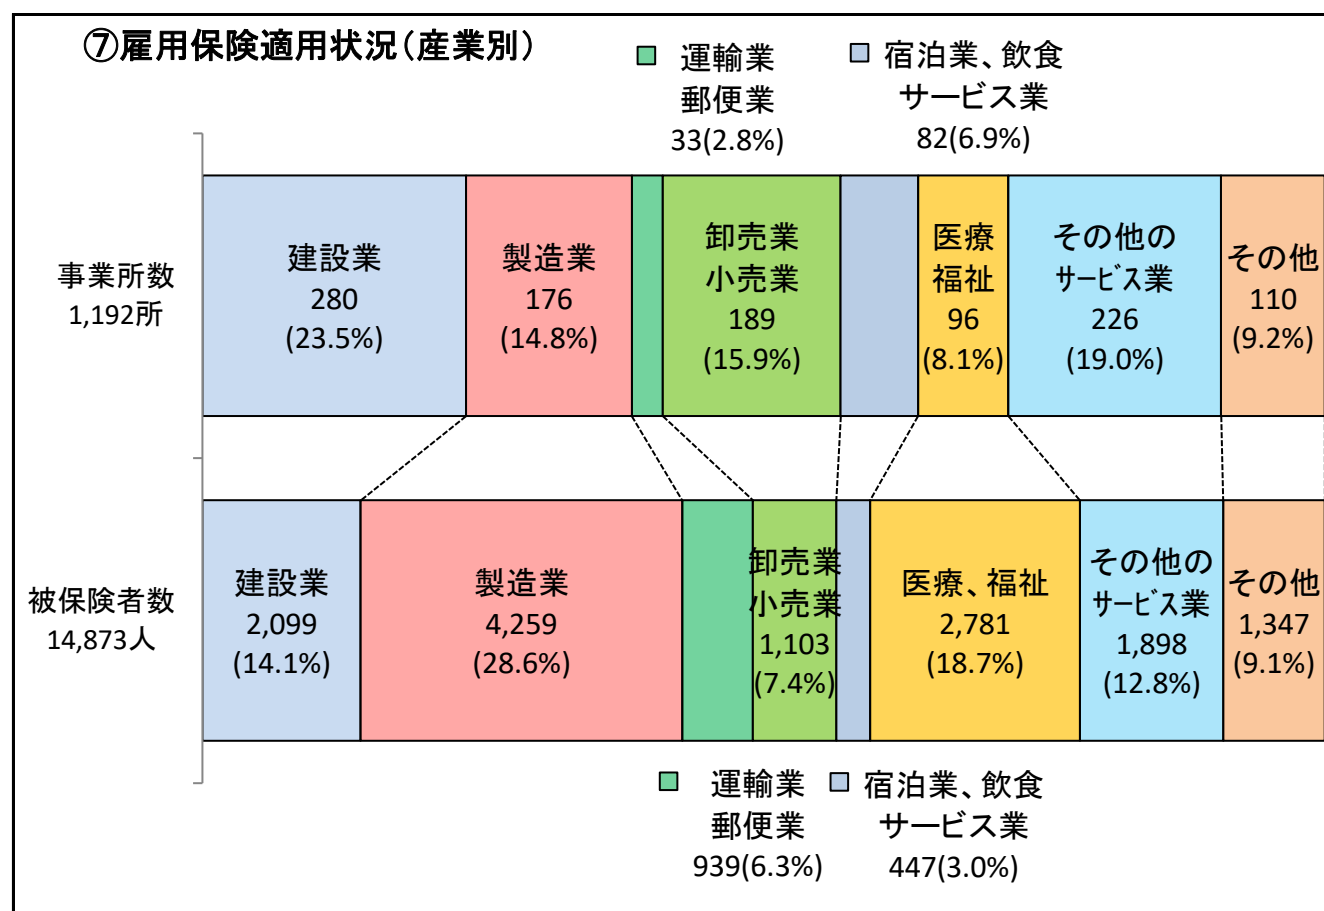 ⑦雇用保険適用状況(産業別)
運輸業
郵便業
33(2.8%)
宿泊業、飲食
サービス業
82(6.9%)
事業所数
1,192所
建設業
280
(23.5%)
製造業
176
(14.8%)
卸売業
小売業
189
(15.9%)
医療
福祉
96
(8.1%)
その他の
ｻｰﾋﾞｽ業
226
(19.0%)
その他
110
(9.2%)
被保険者数
14,873人
建設業
2,099
(14.1%)
製造業
4,259
(28.6%)
卸売業
小売業
1,103
(7.4%)
医療、福祉
2,781
(18.7%)
その他の
ｻｰﾋﾞｽ業
1,898
(12.8%)
その他
1,347
(9.1%)
運輸業
郵便業
939(6.3%)
宿泊業、飲食
サービス業
447(3.0%)